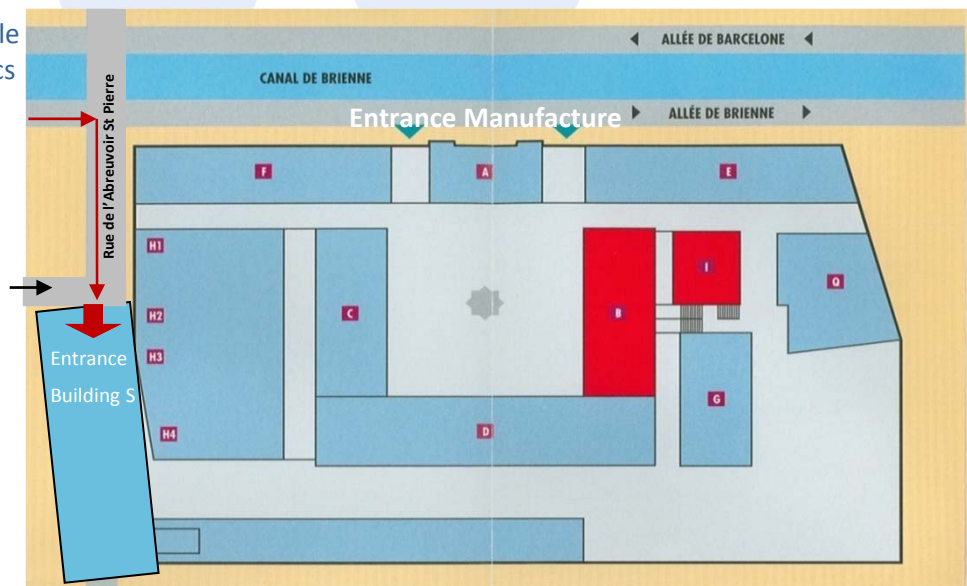 le
cs
ALLÉE DE BARCELONE
CANAL DE BRIENNE
Entrance Manufacture
ALLÉE DE BRIENNE
Rue de l'Abreuvoir St Pierre
F
A
E
H1
I
Q
H2
C
B
H3
Entrance
Building S
G
H4
D